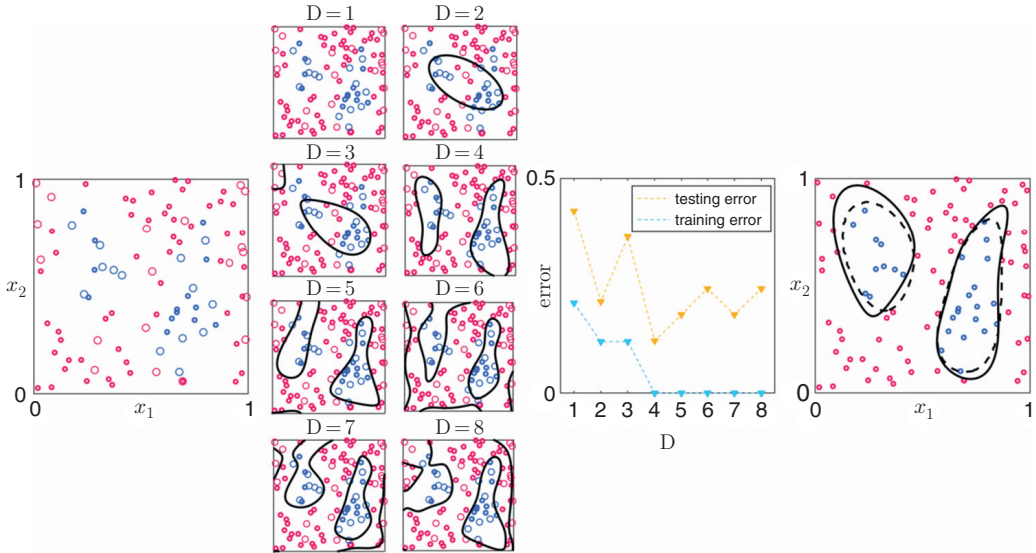 D = 1
D = 2
D = 3
D = 4
D = 5
D = 6
D = 7
D = 8
1
x2
0
0
x1
1
0.5
error
0
testing error
training error
1 2 3 4 5 6 7 8
D
1
x2
0
0
x1
1